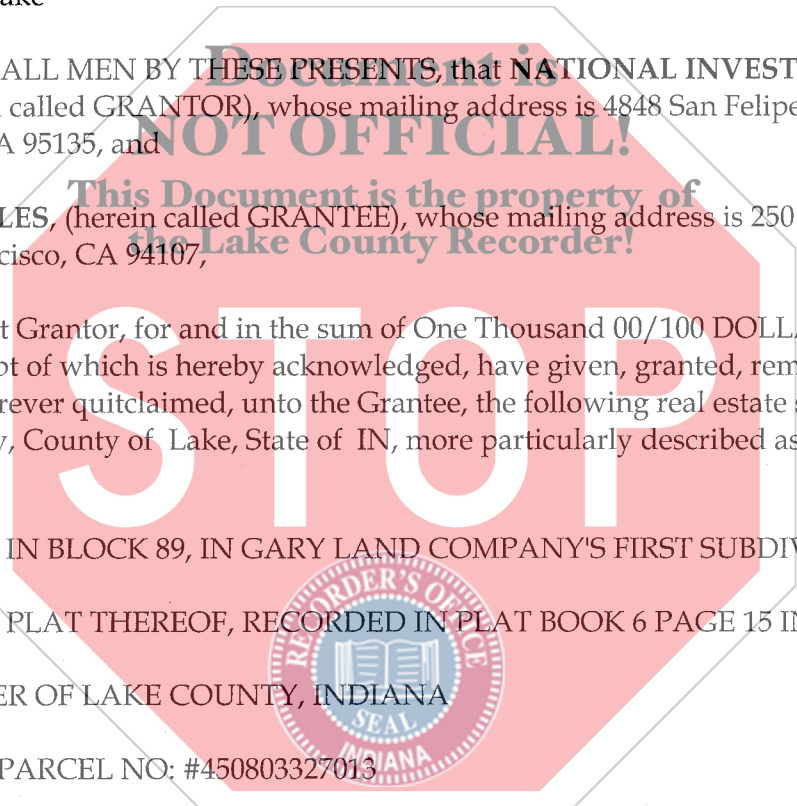 ake
Document is
ALL MEN BY THESE PRESENTS, that NATIONAL INVEST
called GRANTOR), whose mailing address is 4848 San Felipe
A 95135, and
NOT OFFICIAL!
This Document is the property of
LES, (herein called GRANTEE), whose mailing address is 250
the Lake County Recorder!
cisco, CA 94107,
t Grantor, for and in the sum of One Thousand 00/100 DOLLA
pt of which is hereby acknowledged, have given, granted, rem
rever quitclaimed, unto the Grantee, the following real estate s
y, County of Lake, State of IN, more particularly described as
STOP
IN BLOCK 89, IN GARY LAND COMPANY'S FIRST SUBDIV
PLAT THEREOF, RECORDED IN PLAT BOOK 6 PAGE 15 IN
ER OF LAKE COUNTY, INDIANA
RECORDER'S OFFICE
SEAL
INDIANA
PARCEL NO: #450803327013